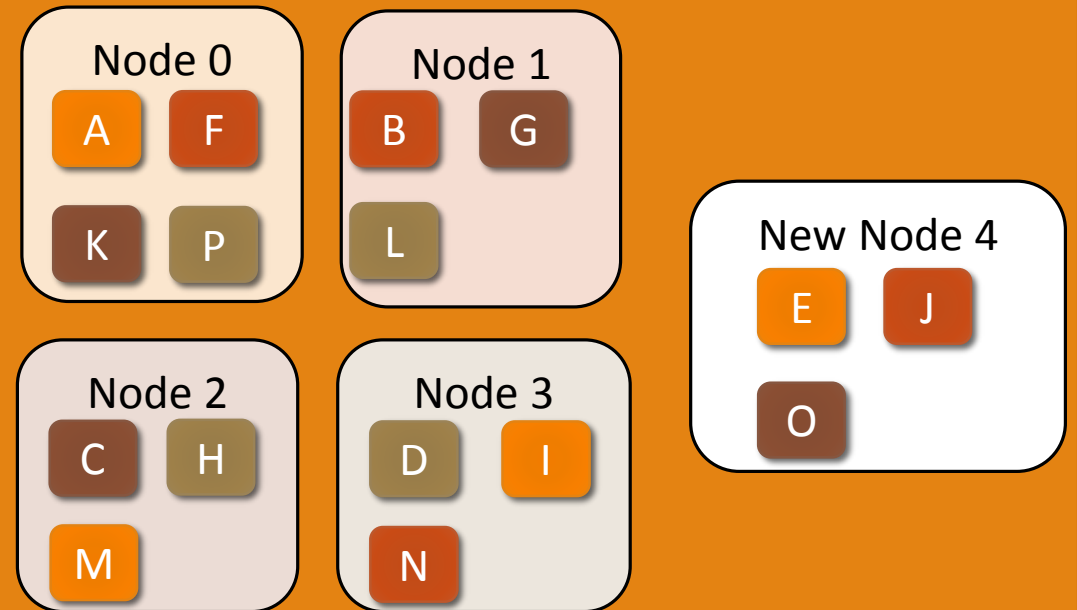 Node 0
A F
K P
Node 1
B G
L
New Node 4
E J
O
Node 2
C H
M
Node 3
D I
N